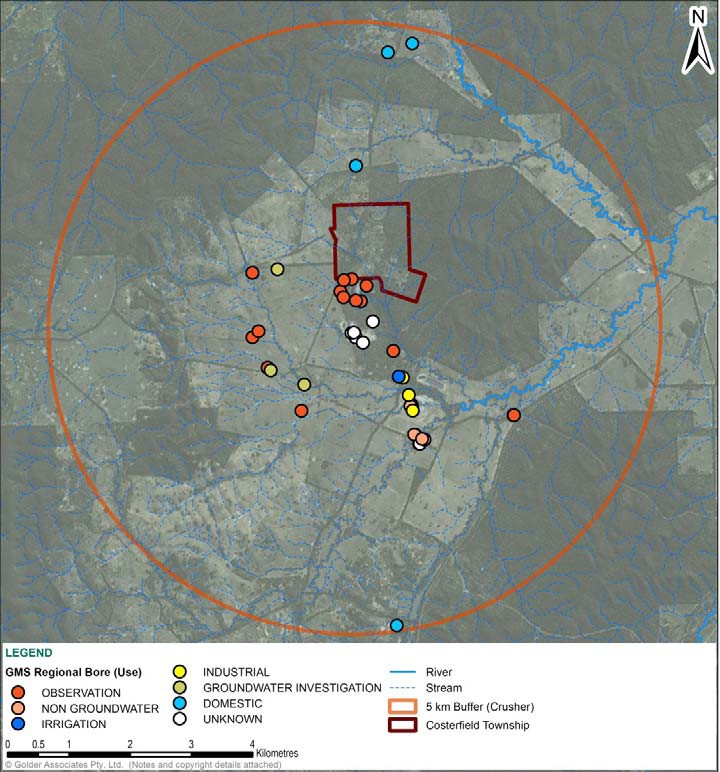 N
LEGEND
GMS Regional Bore (Use)
OBSERVATION
NON GROUNDWATER
IRRIGATION
INDUSTRIAL
GROUNDWATER INVESTIGATION
DOMESTIC
UNKNOWN
River
Stream
5 km Buffer (Crusher)
Costerfield Township
0 0.5 1 2 3 4
Kilometres
© Golder Associates Pty. Ltd. (Notes and copyright details attached)